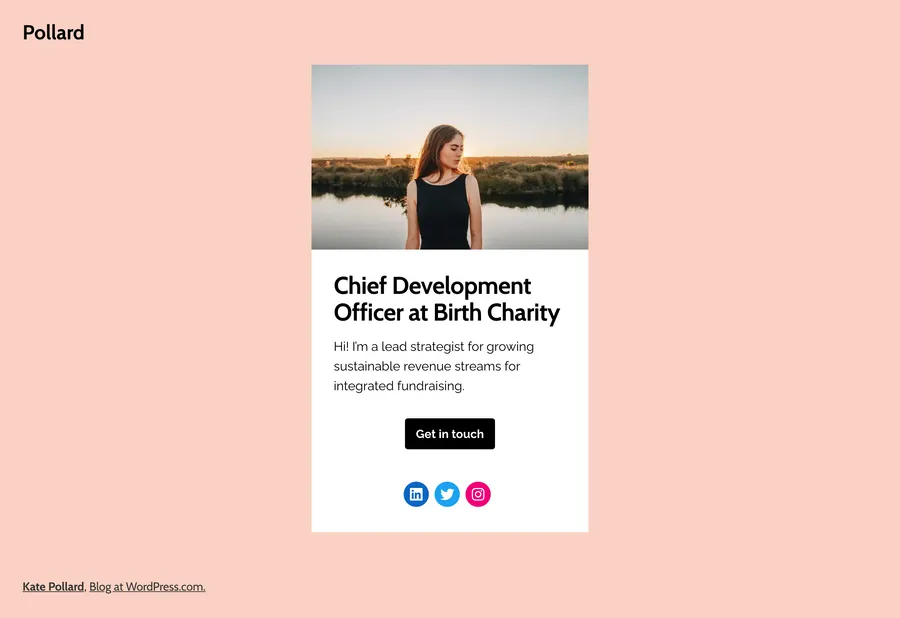 Pollard
Chief Development
Officer at Birth Charity
Hi! I'm a lead strategist for growing
sustainable revenue streams for
integrated fundraising.
Get in touch
in
Kate Pollard, Blog at WordPress.com.